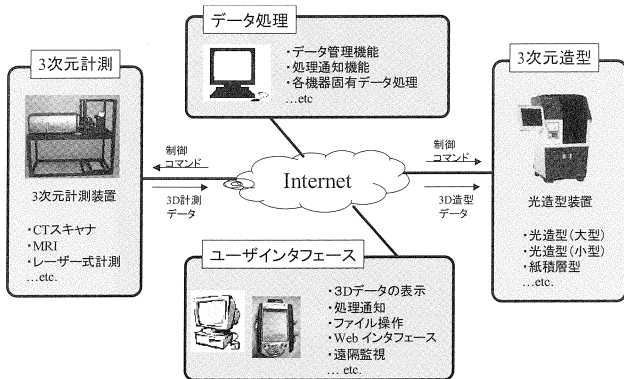 データ処理
・データ管理機能
・処理通知機能
・各機器固有データ処理
…etc
3次元計測
3次元計測装置
・CTスキャナ
・MRI
・レーザー式計測
…etc.
制御
コマンド
3D計測
データ
Internet
制御
コマンド
3D造型
データ
3次元造型
光造型装置
・光造型(大型)
・光造型(小型)
・紙積層型
…etc.
ユーザインタフェース
・3Dデータの表示
・処理通知
・ファイル操作
・Web インタフェース
・遠隔監視
… etc.